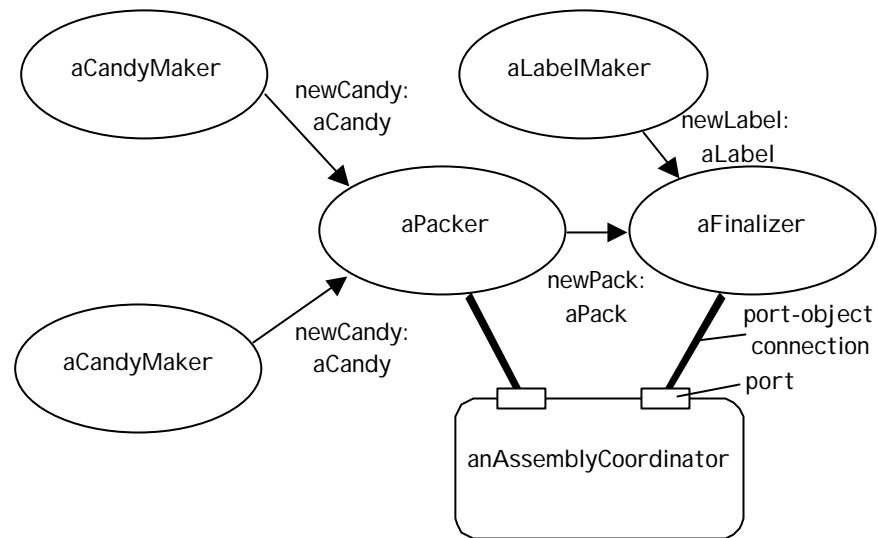 aCandyMaker
aLabelMaker
newCandy:
aCandy
newLabel:
aLabel
aPacker
aFinalizer
newPack:
aPack
newCandy:
aCandy
aCandyMaker
port-object
connection
port
anAssemblyCoordinator